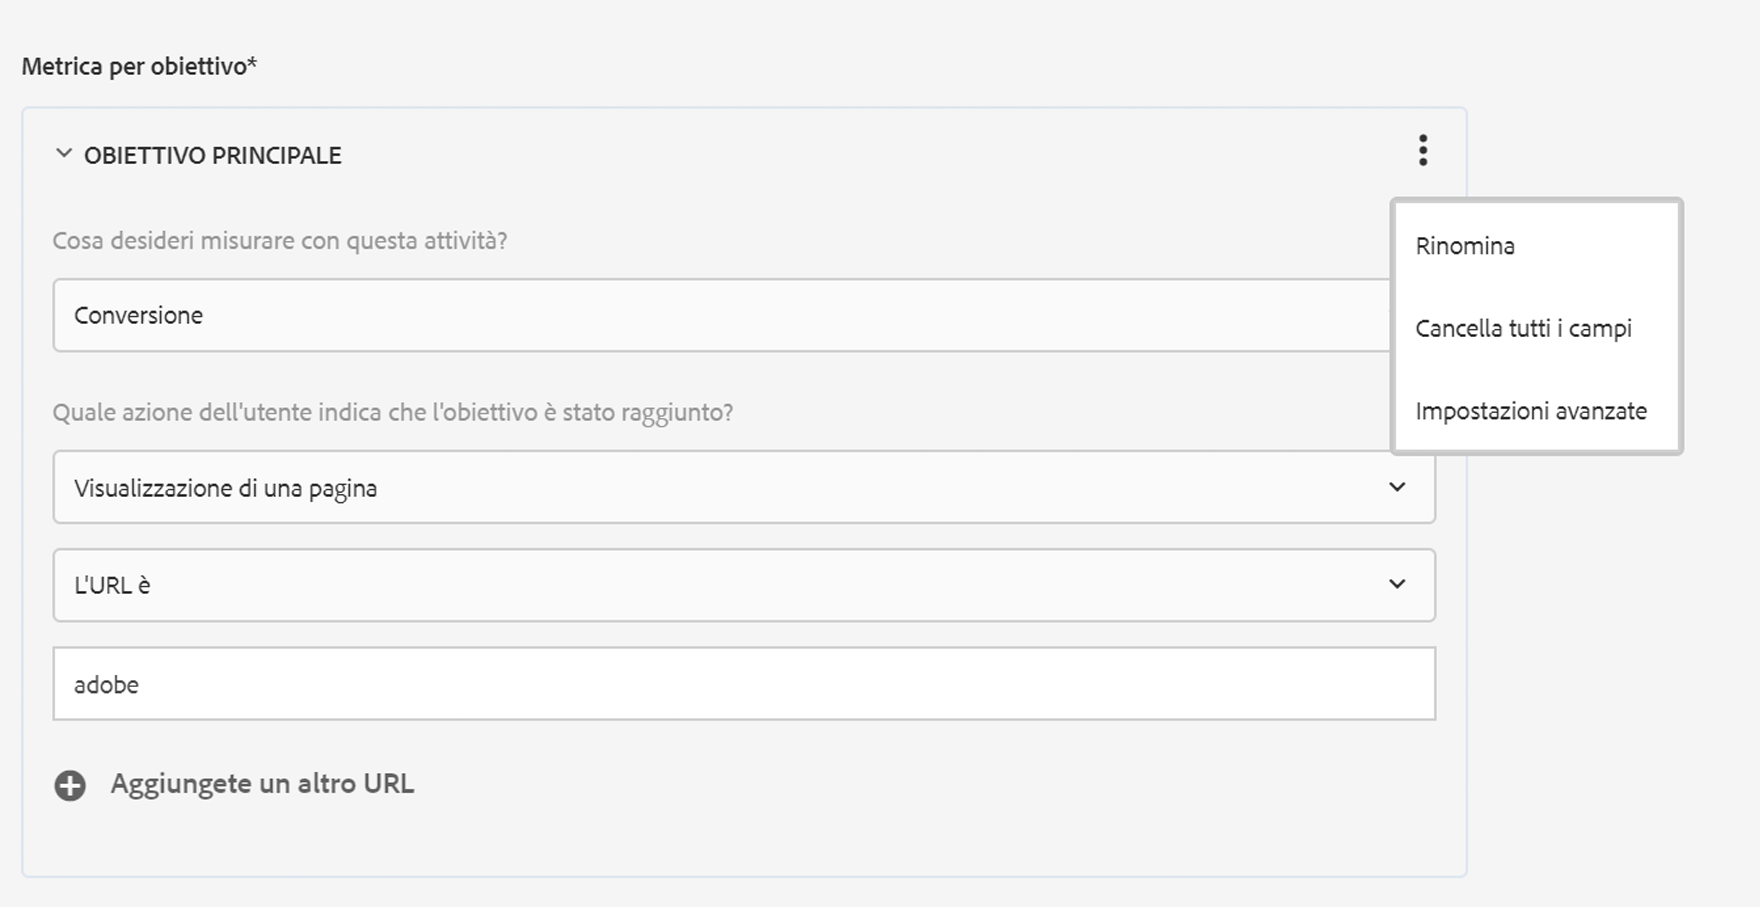 Metrica per obiettivo*
OBIETTIVO PRINCIPALE
Cosa desideri misurare con questa attività?
Conversione
Rinomina
Cancella tutti i campi
Impostazioni avanzate
Quale azione dell'utente indica che l'obiettivo è stato raggiunto?
Visualizzazione di una pagina
L'URL è
adobe
Aggiungete un altro URL